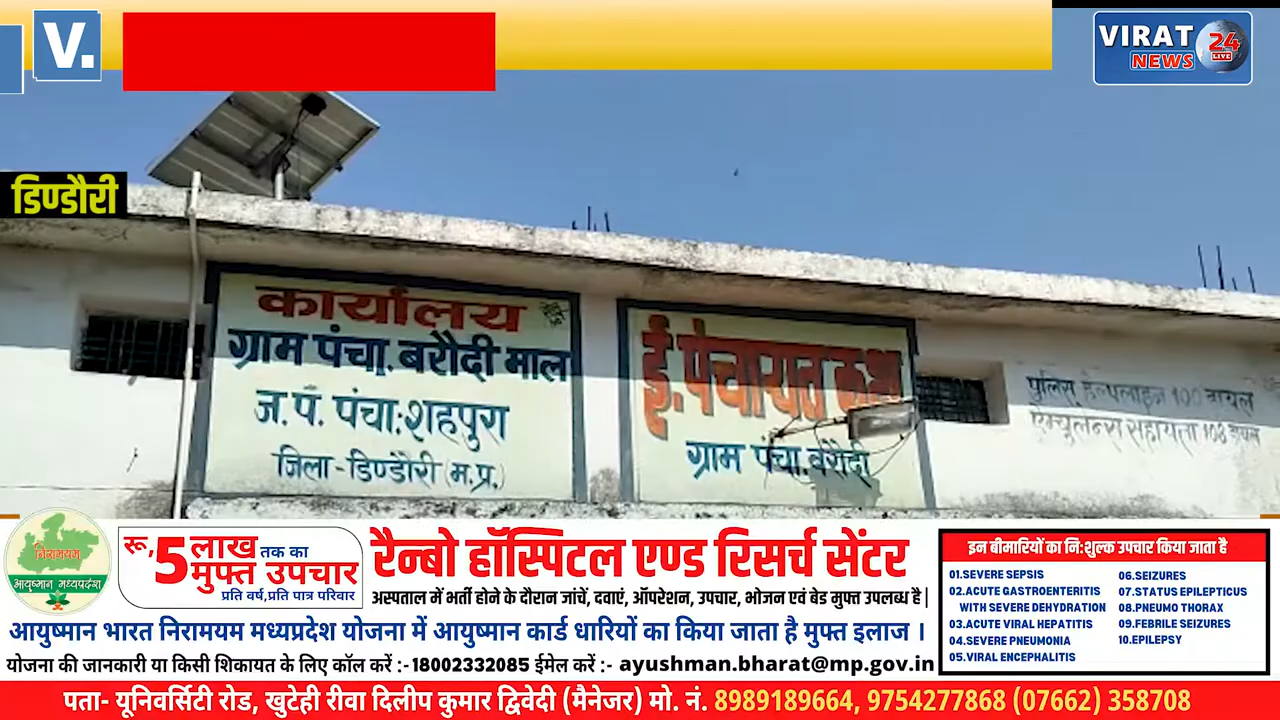 V.
VIRAT
NEWS
24
LIVE
डिण्डौरी
कार्यालय
ग्राम पंचा. बरौदी माल
ज.पं. पंचा:शहपुरा
जिला-डिण्डौरी (म.प्र.)
ई.पंचायत कक्ष
ग्राम पंचा.बरौदी
पुलिस हेल्पलाइन 100 डायल
एम्बुलेन्स सहायता 108 डायल
निरामयम
आयुष्मान मध्यप्रदेश
रू,5 लाख तक का
मुफ्त उपचार
प्रति वर्ष,प्रति पात्र परिवार
रैन्बो हॉस्पिटल एण्ड रिसर्च सेंटर
अस्पताल में भर्ती होने के दौरान जांचें, दवाएं, ऑपरेशन, उपचार, भोजन एवं बेड मुफ्त उपलब्ध है |
आयुष्मान भारत निरामयम मध्यप्रदेश योजना में आयुष्मान कार्ड धारियों का किया जाता है मुफ्त इलाज ।
योजना की जानकारी या किसी शिकायत के लिए कॉल करें :- 18002332085 ईमेल करें :- ayushman.bharat@mp.gov.in
इन बीमारियों का नि:शुल्क उपचार किया जाता है
01.SEVERE SEPSIS
02.ACUTE GASTROENTERITIS
WITH SEVERE DEHYDRATION
03.ACUTE VIRAL HEPATITIS
04.SEVERE PNEUMONIA
05.VIRAL ENCEPHALITIS
06.SEIZURES
07.STATUS EPILEPTICUS
08.PNEUMO THORAX
09.FEBRILE SEIZURES
10.EPILEPSY
पता- यूनिवर्सिटी रोड, खुटेही रीवा दिलीप कुमार द्विवेदी (मैनेजर) मो. नं. 8989189664, 9754277868 (07662) 358708